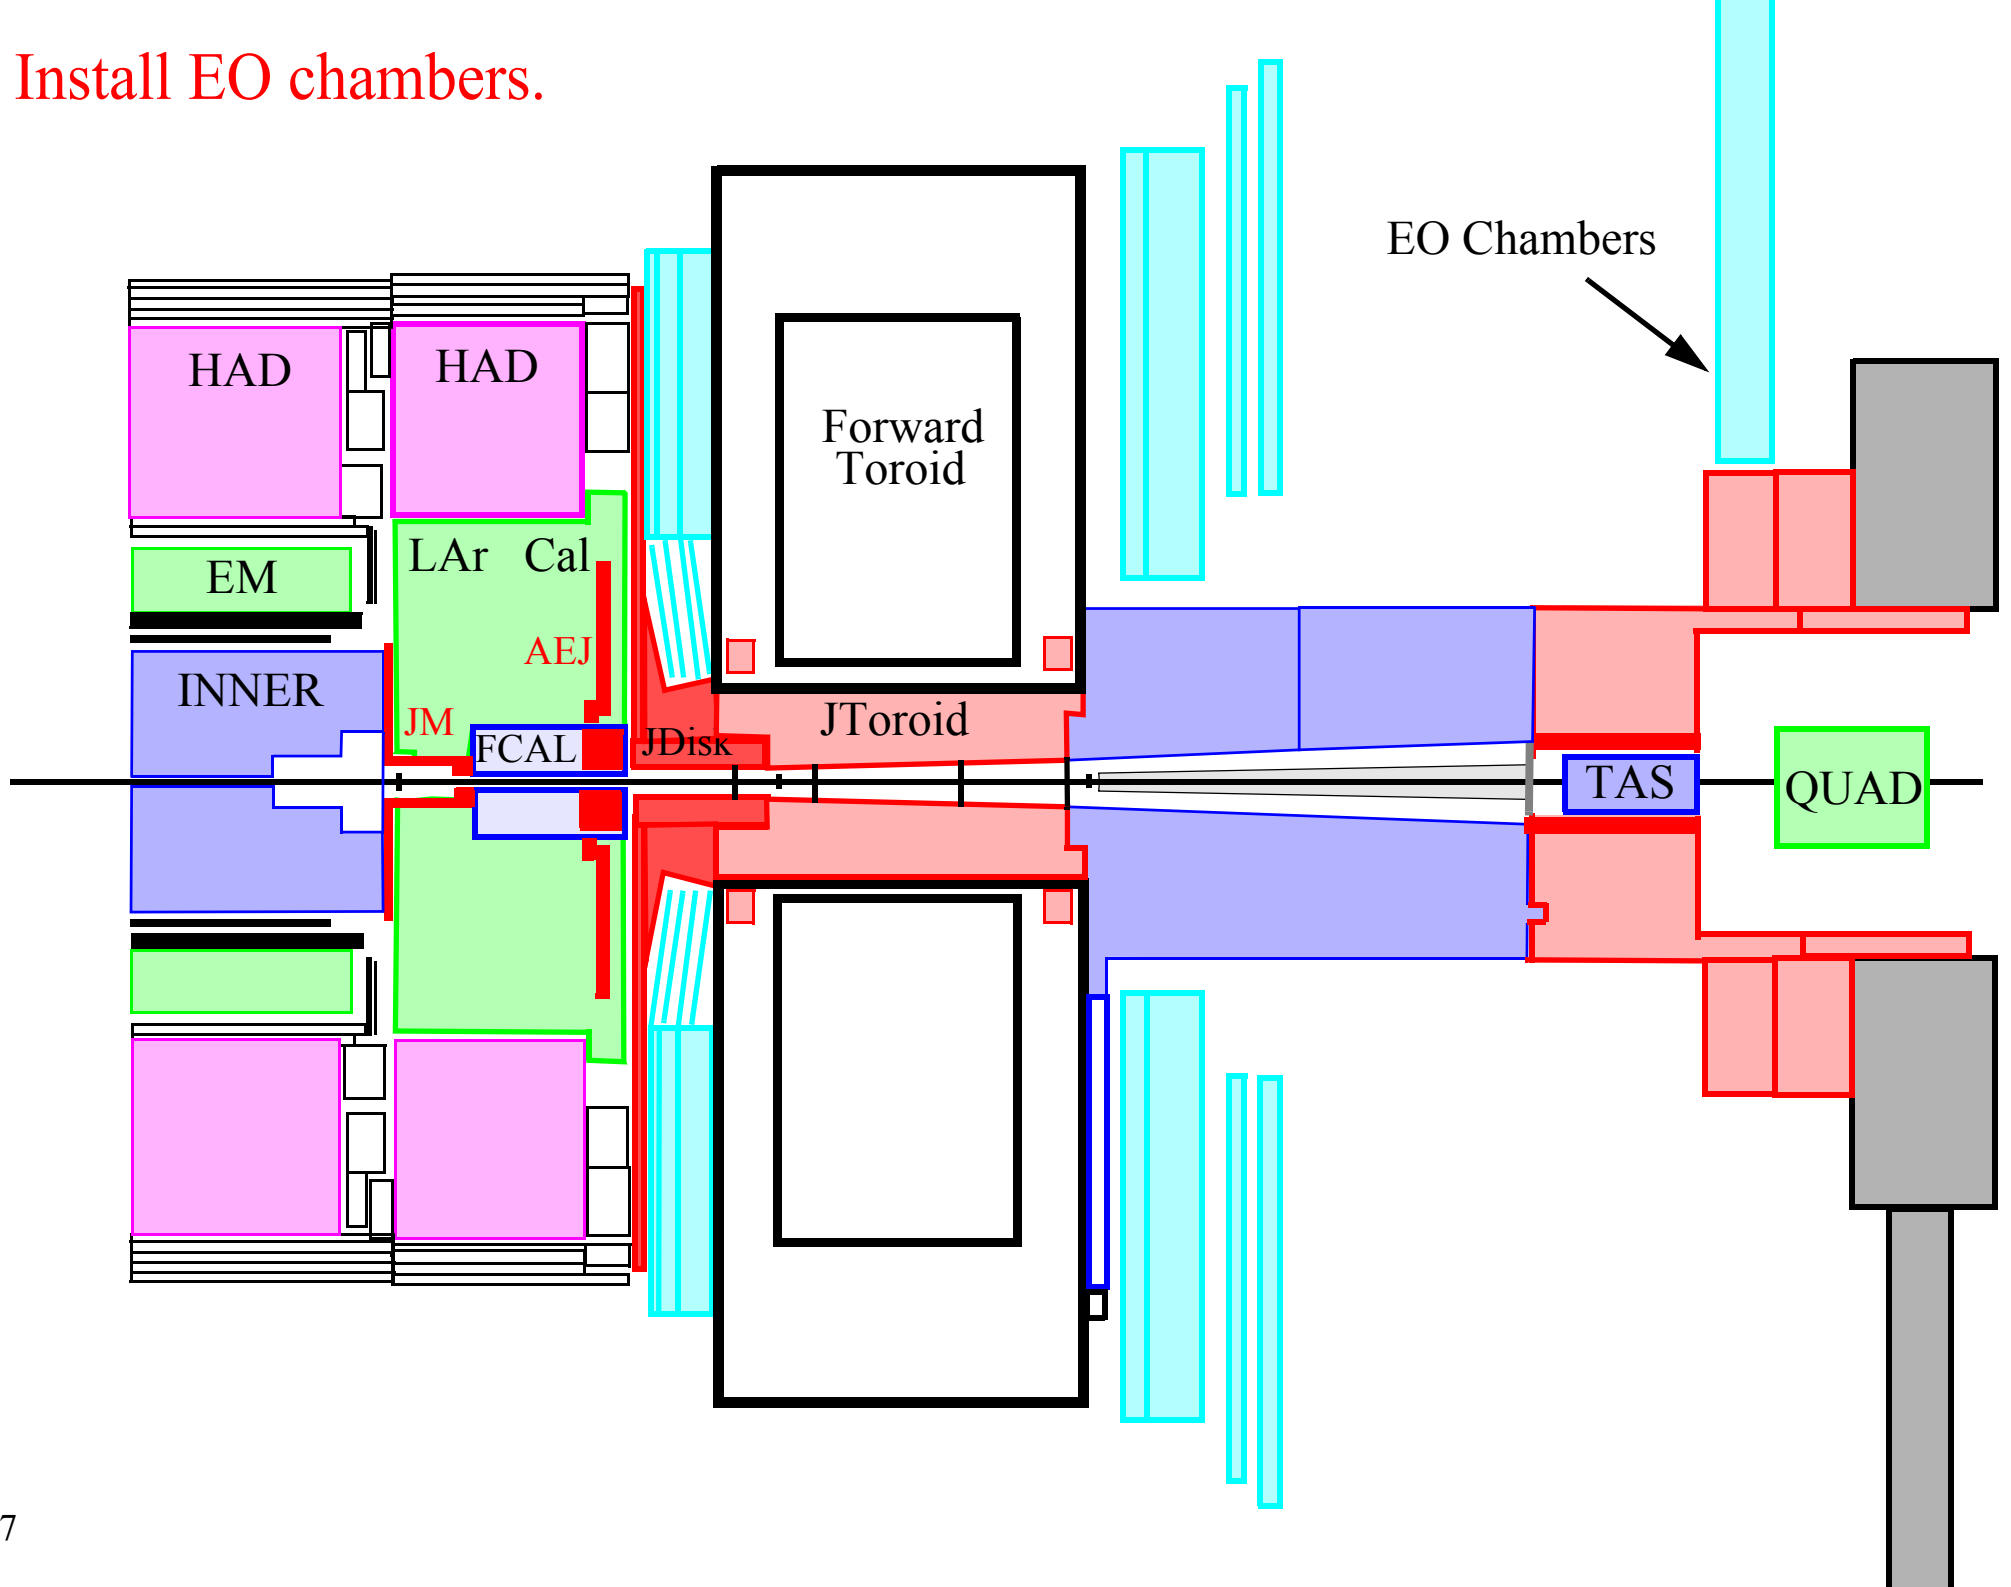 Install EO chambers.
EO Chambers
HAD
HAD
Forward
Toroid
LAr Cal
EM
AEJ
INNER
JM
JToroid
FCAL
JDisk
TAS
QUAD
7